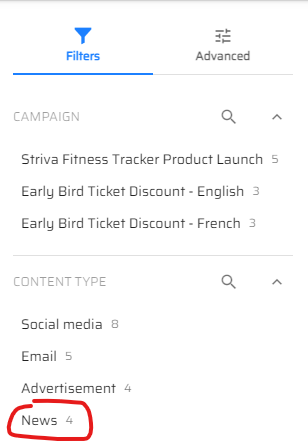 Filters
Advanced
CAMPAIGN
Striva Fitness Tracker Product Launch 5
Early Bird Ticket Discount - English 3
Early Bird Ticket Discount - French 3
CONTENT TYPE
Social media 8
Email 5
Advertisement 4
News 4